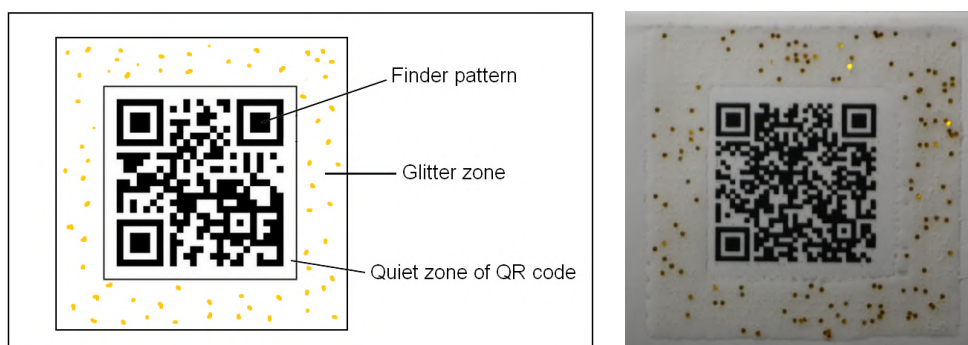 Finder pattern
Glitter zone
Quiet zone of QR code